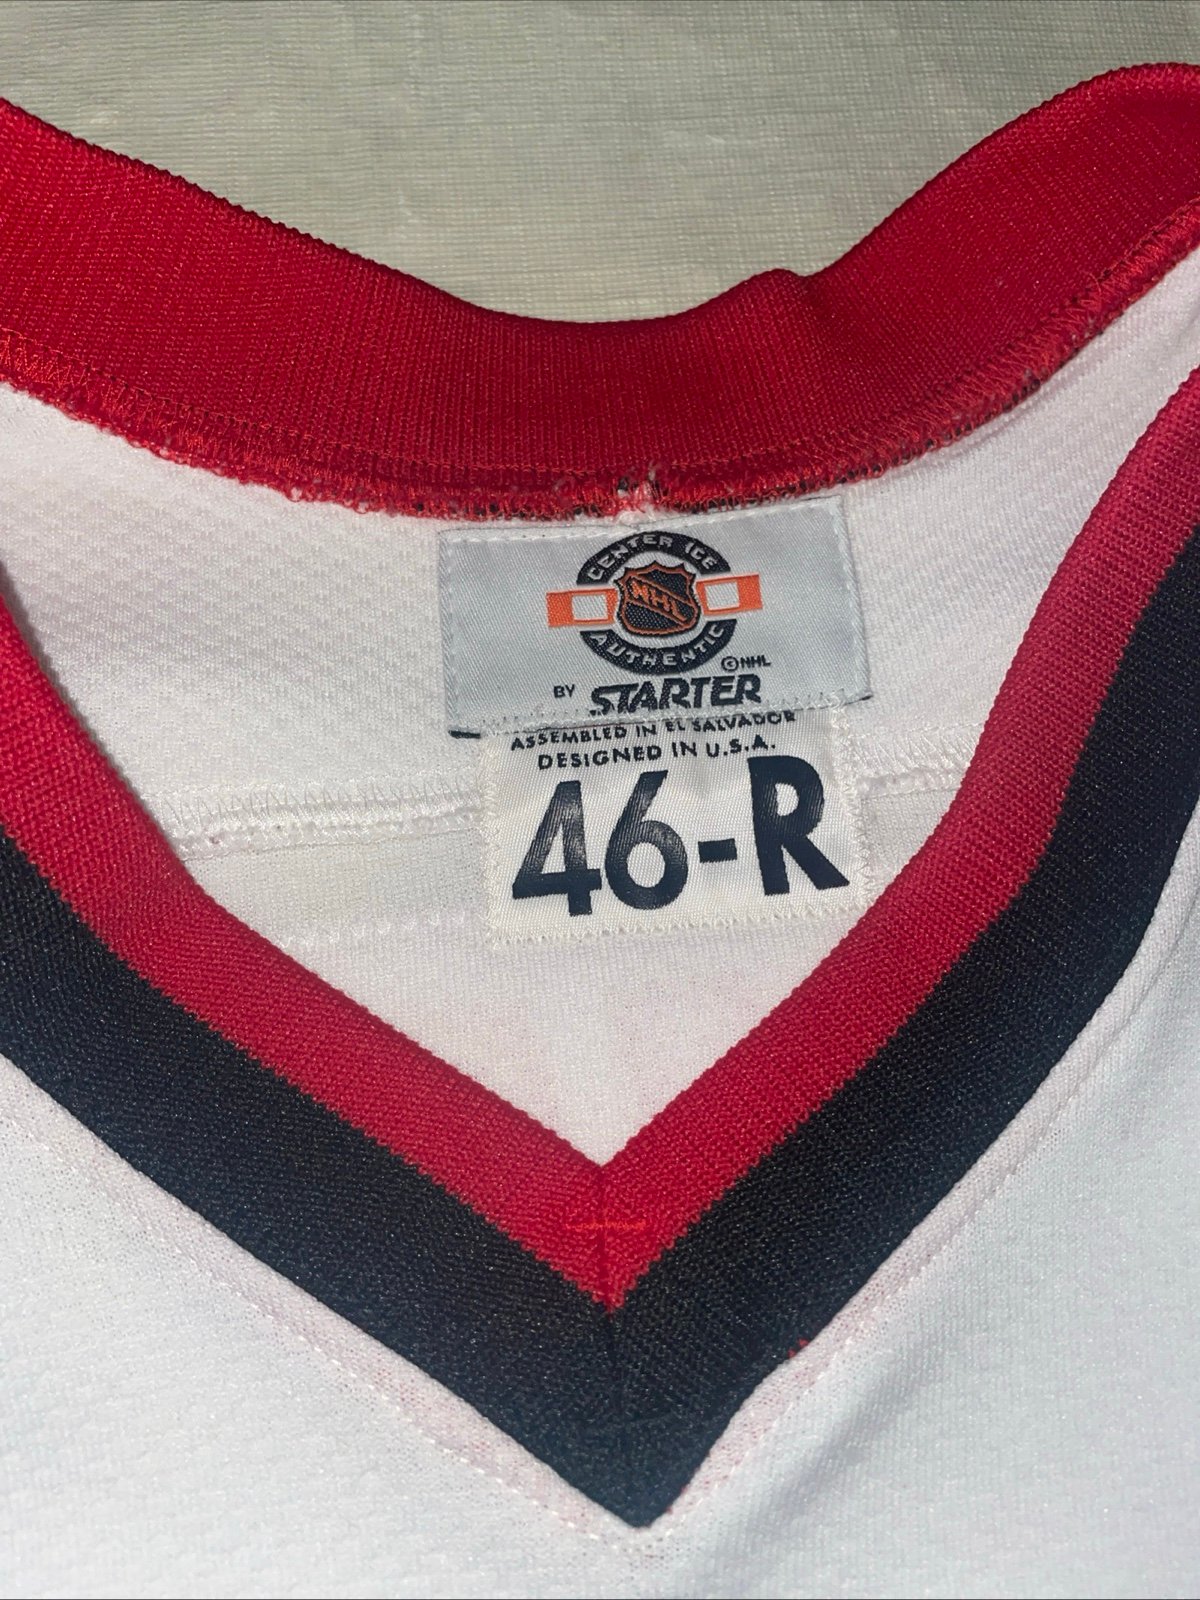 CENTER ICE
NHL
AUTHENTIC
©NHL
BY STARTER
ASSEMBLED IN EL SALVADOR
DESIGNED IN U.S.A.
46-R